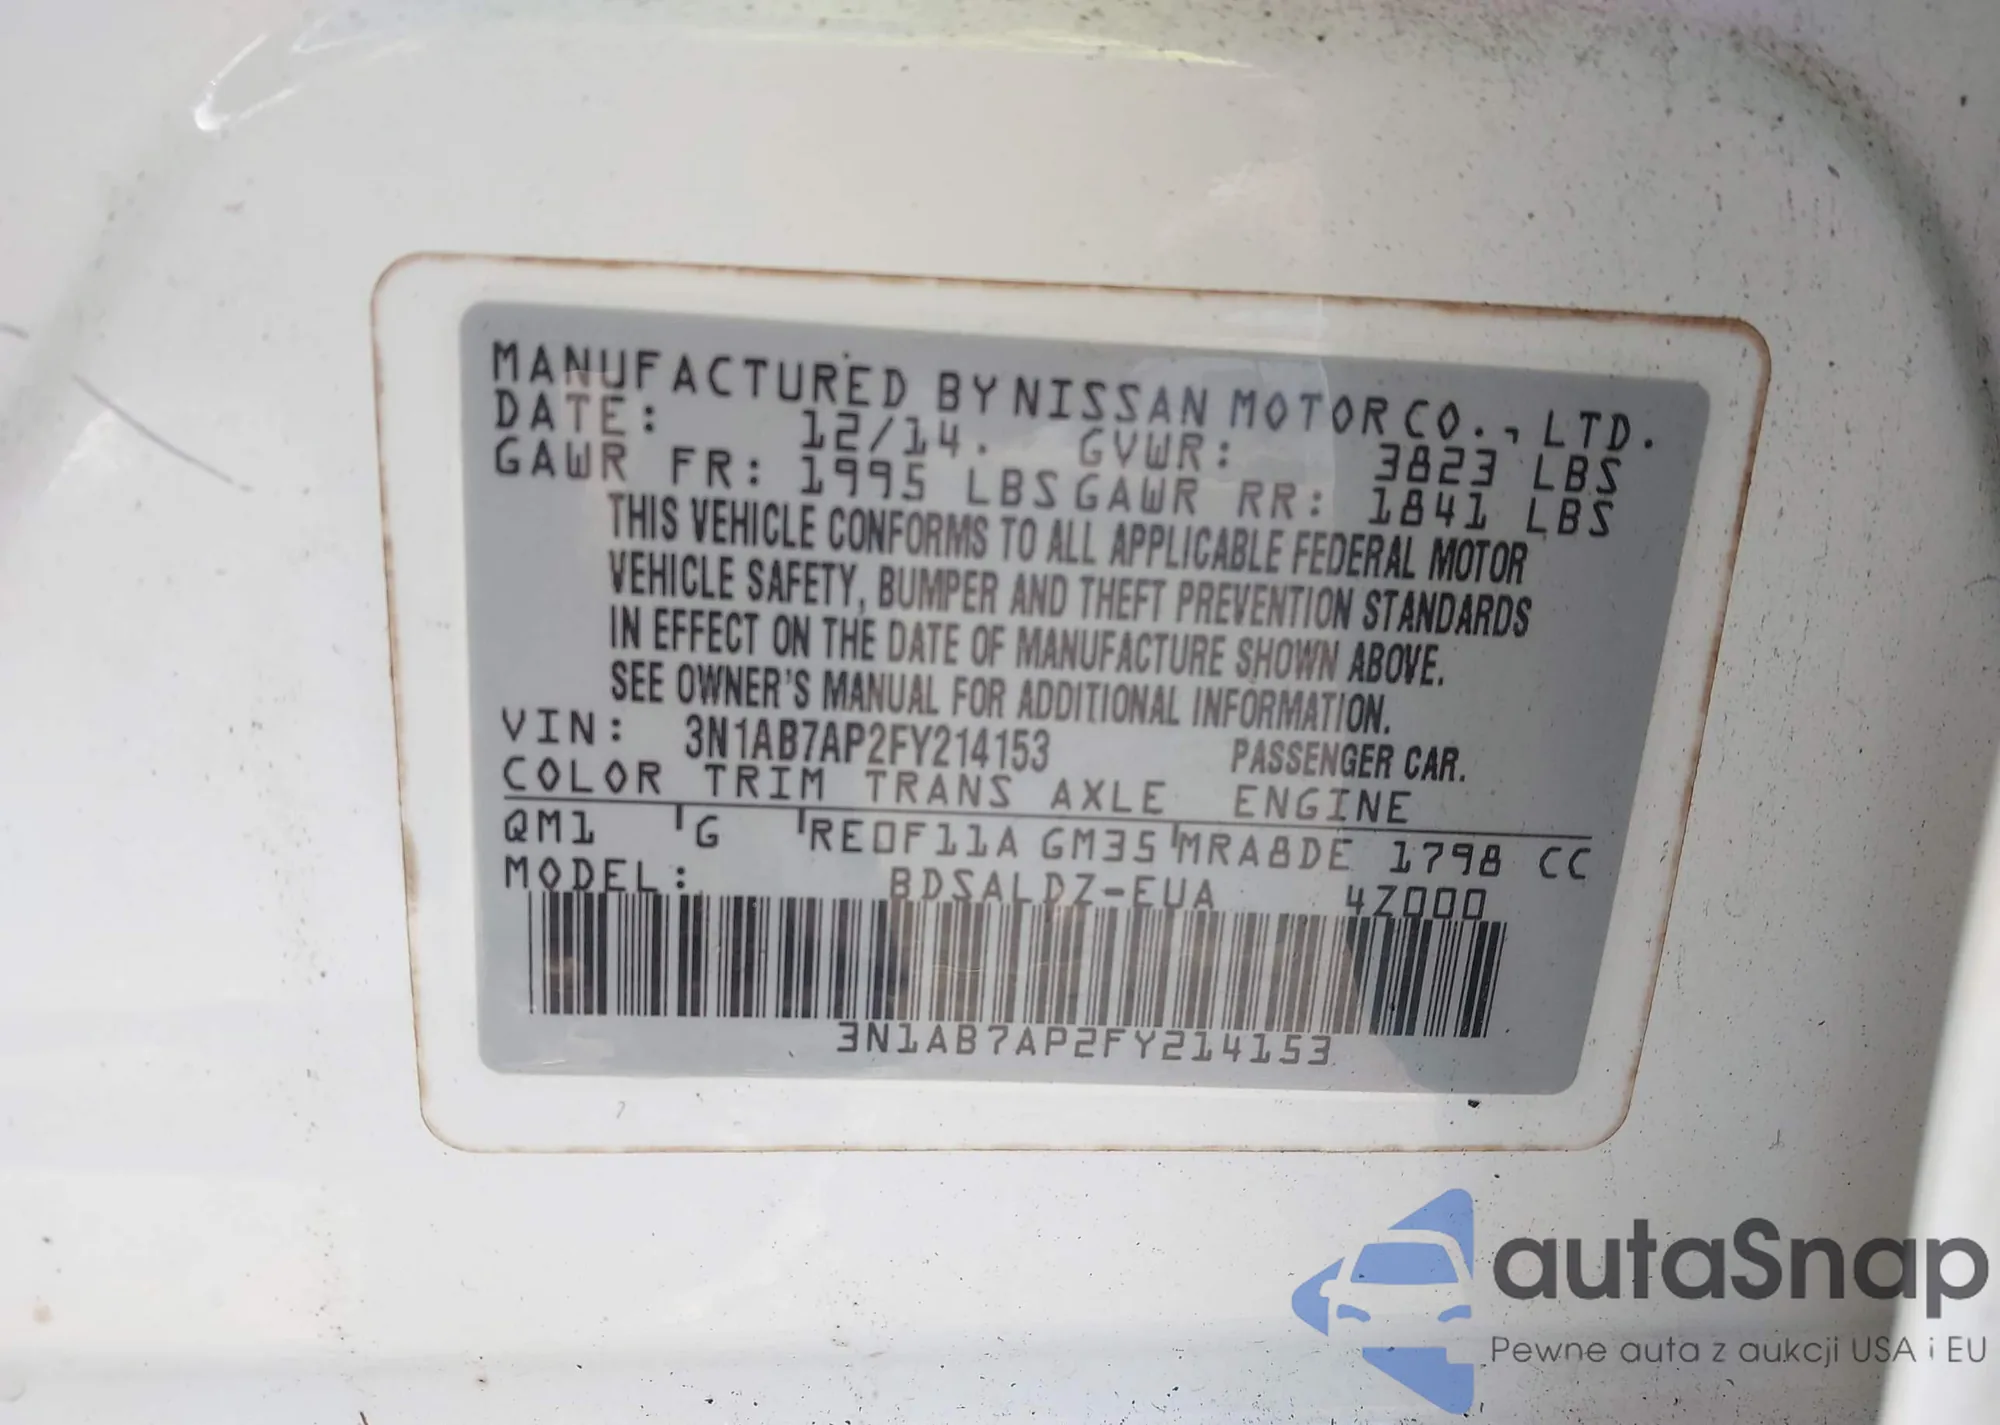 MANUFACTURED BY NISSAN MOTOR CO., LTD.
DATE: 12/14. GVWR: 3823 LBS
GAWR FR: 1995 LBS GAWR RR: 1841 LBS
THIS VEHICLE CONFORMS TO ALL APPLICABLE FEDERAL MOTOR
VEHICLE SAFETY, BUMPER AND THEFT PREVENTION STANDARDS
IN EFFECT ON THE DATE OF MANUFACTURE SHOWN ABOVE.
SEE OWNER'S MANUAL FOR ADDITIONAL INFORMATION.
VIN: 3N1AB7AP2FY214153 PASSENGER CAR.
COLOR TRIM TRANS AXLE ENGINE
QM1 G RE0F11A GM35 MRA8DE 1798 CC
MODEL: BDSALDZ-EUA 4Z000
3N1AB7AP2FY214153
autaSnap
Pewne auta z aukcji USA i EU